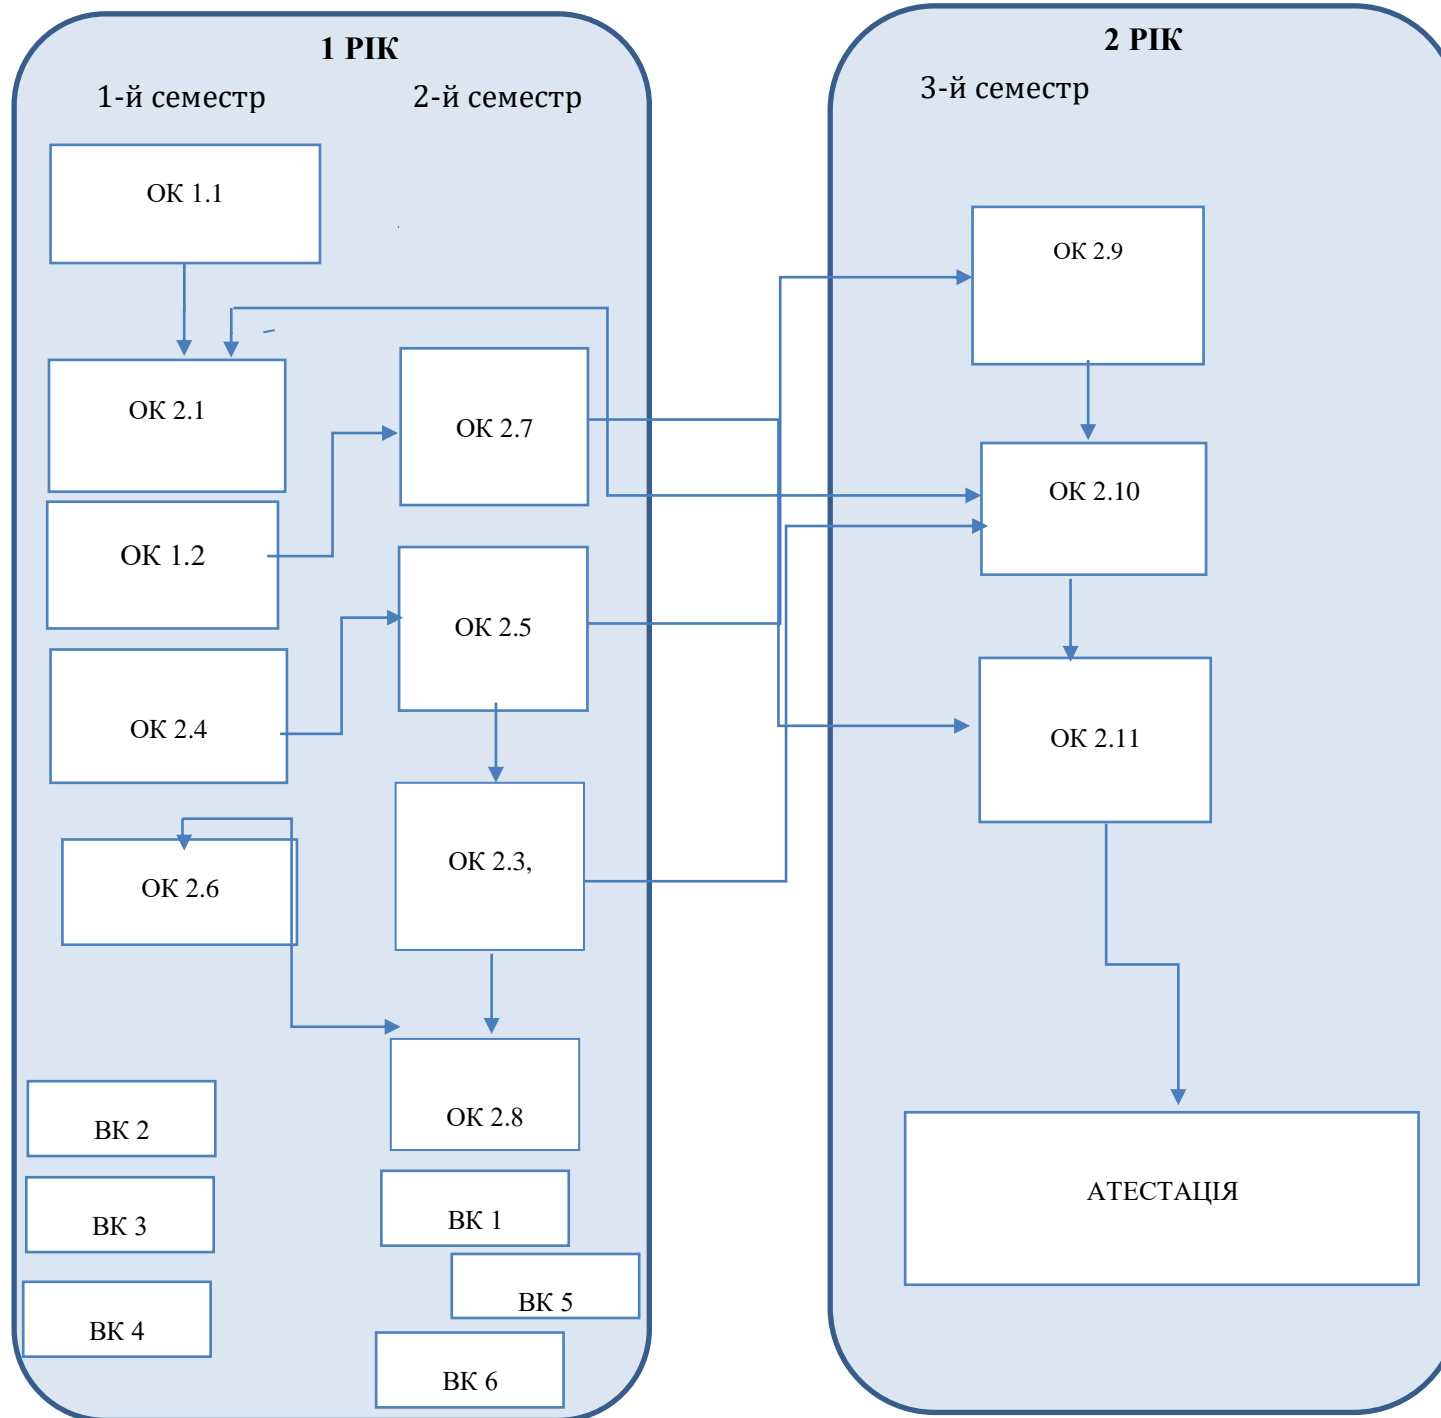 1 РІК
1-й семестр
2-й семестр
ОК 1.1
ОК 2.1
ОК 2.7
ОК 1.2
ОК 2.5
ОК 2.4
ОК 2.3,
ОК 2.6
ОК 2.8
ВК 2
ВК 3
ВК 1
ВК 5
ВК 4
ВК 6
2 РІК
3-й семестр
ОК 2.9
ОК 2.10
ОК 2.11
АТЕСТАЦІЯ